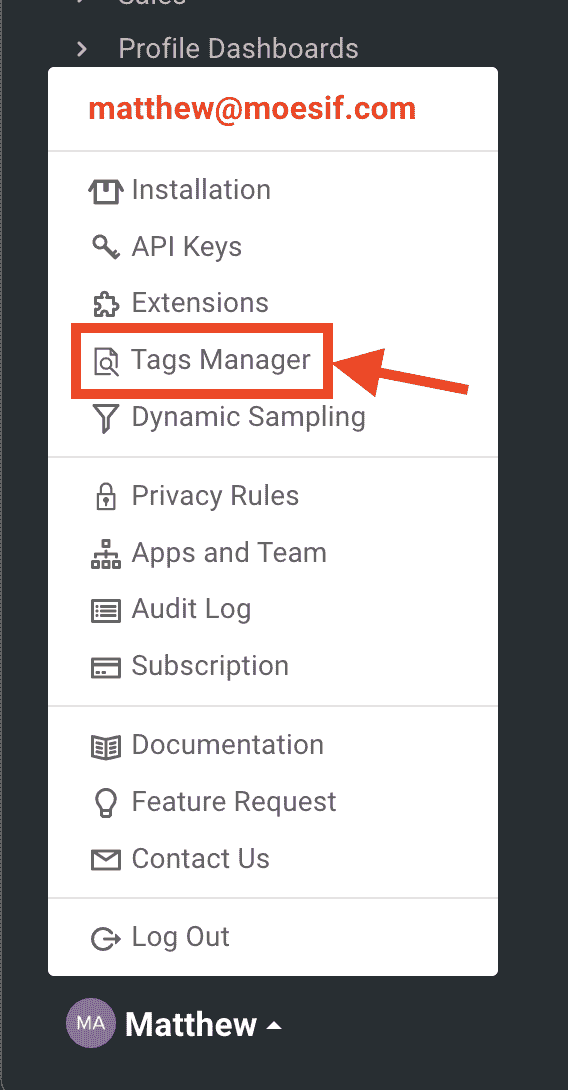 Sales
Profile Dashboards
matthew@moesif.com
Installation
API Keys
Extensions
Tags Manager
Dynamic Sampling
Privacy Rules
Apps and Team
Audit Log
Subscription
Documentation
Feature Request
Contact Us
Log Out
MA Matthew